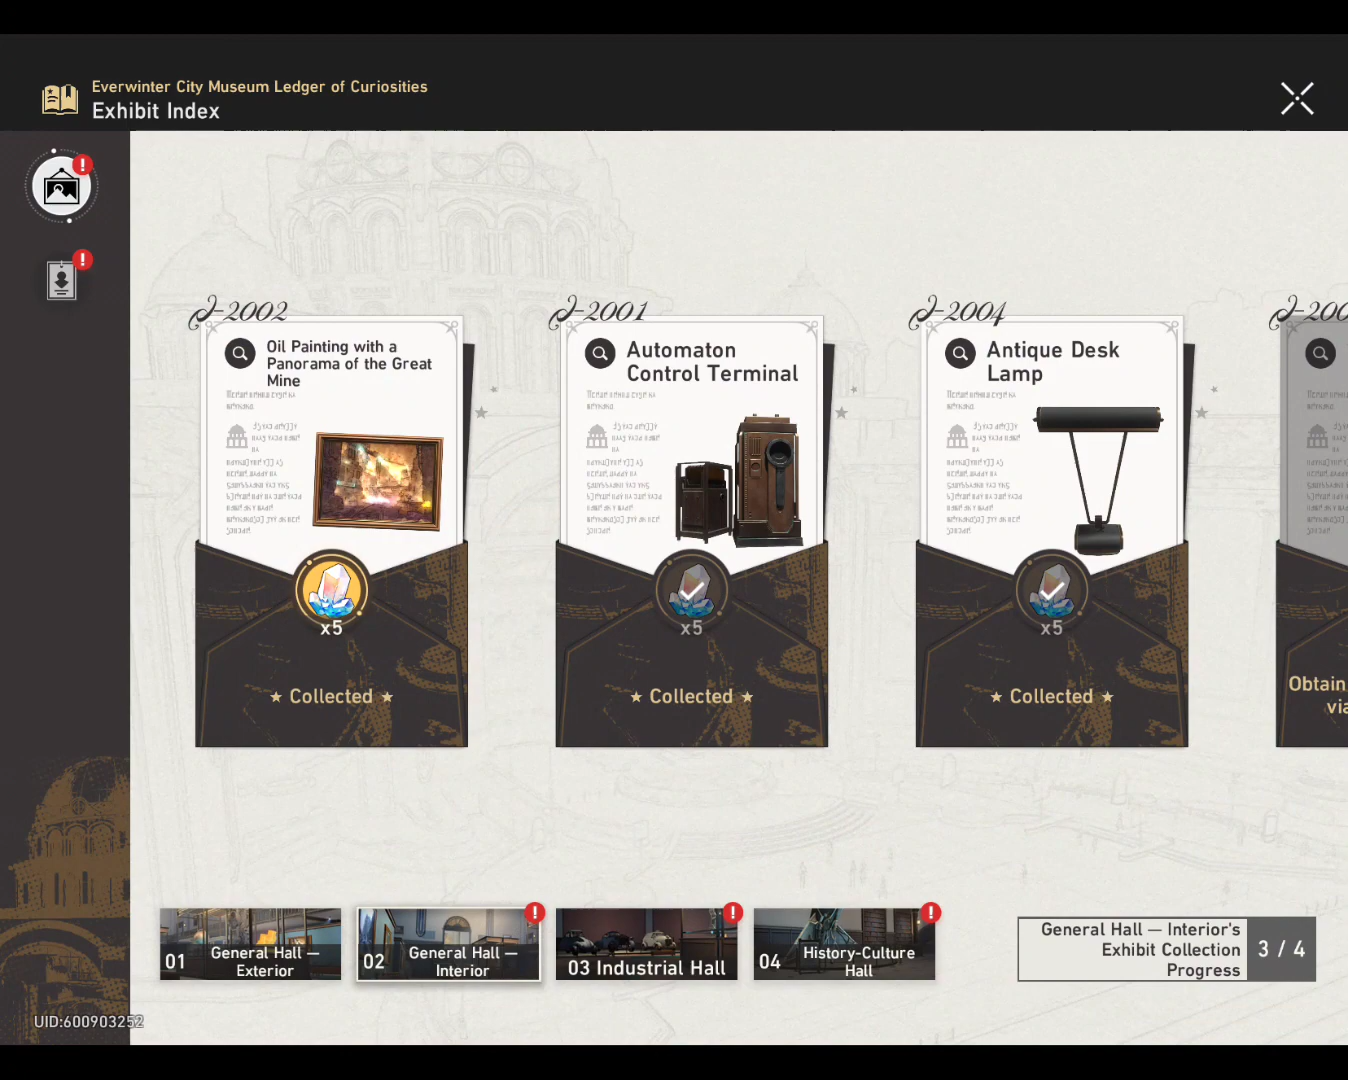 Everwinter City Museum Ledger of Curiosities
Exhibit Index
-2002
Oil Painting with a
Panorama of the Great
Mine
x5
★ Collected ★
-2001
Automaton
Control Terminal
x5
★ Collected ★
-2004
Antique Desk
Lamp
x5
★ Collected ★
Obtain
via
01
General Hall —
Exterior
02
General Hall —
Interior
03 Industrial Hall
04
History-Culture
Hall
General Hall — Interior's
Exhibit Collection
Progress
3 / 4
UID:600903252